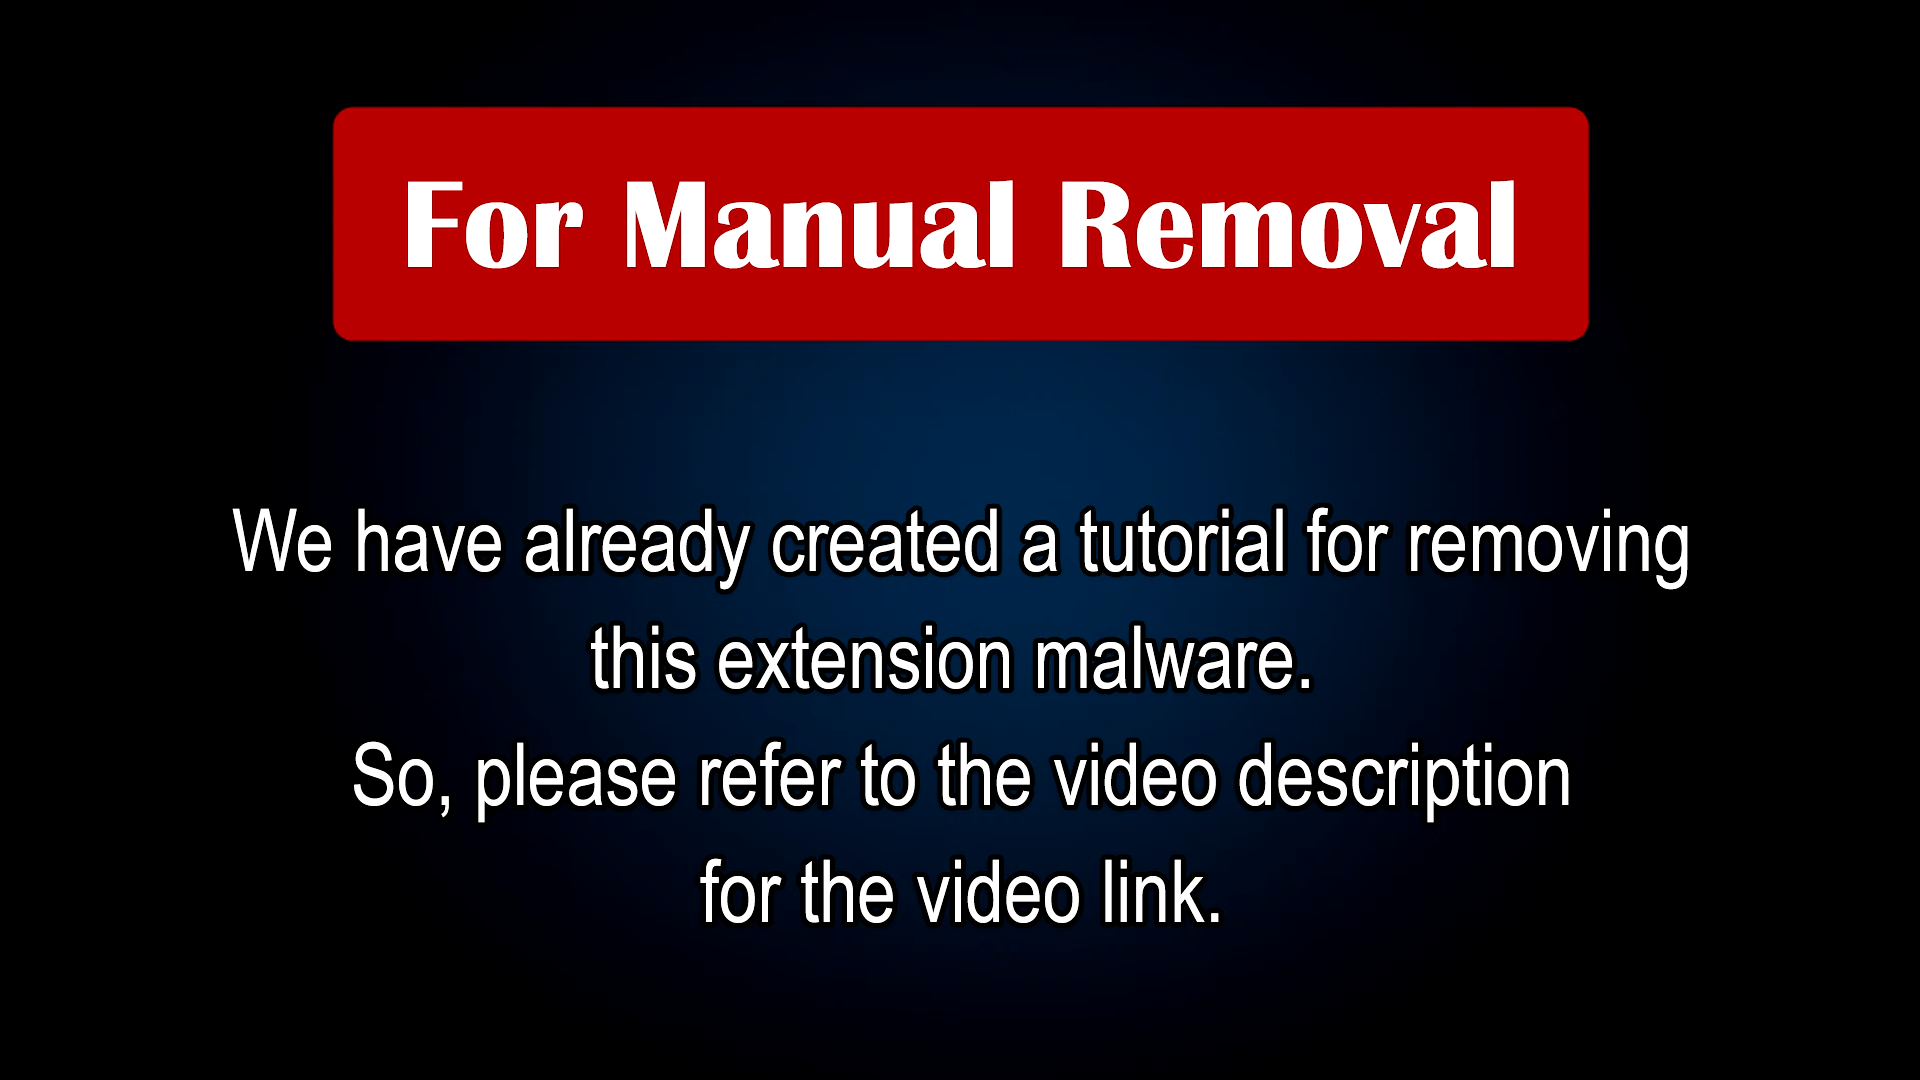 For Manual Removal
We have already created a tutorial for removing
this extension malware.
So, please refer to the video description
for the video link.